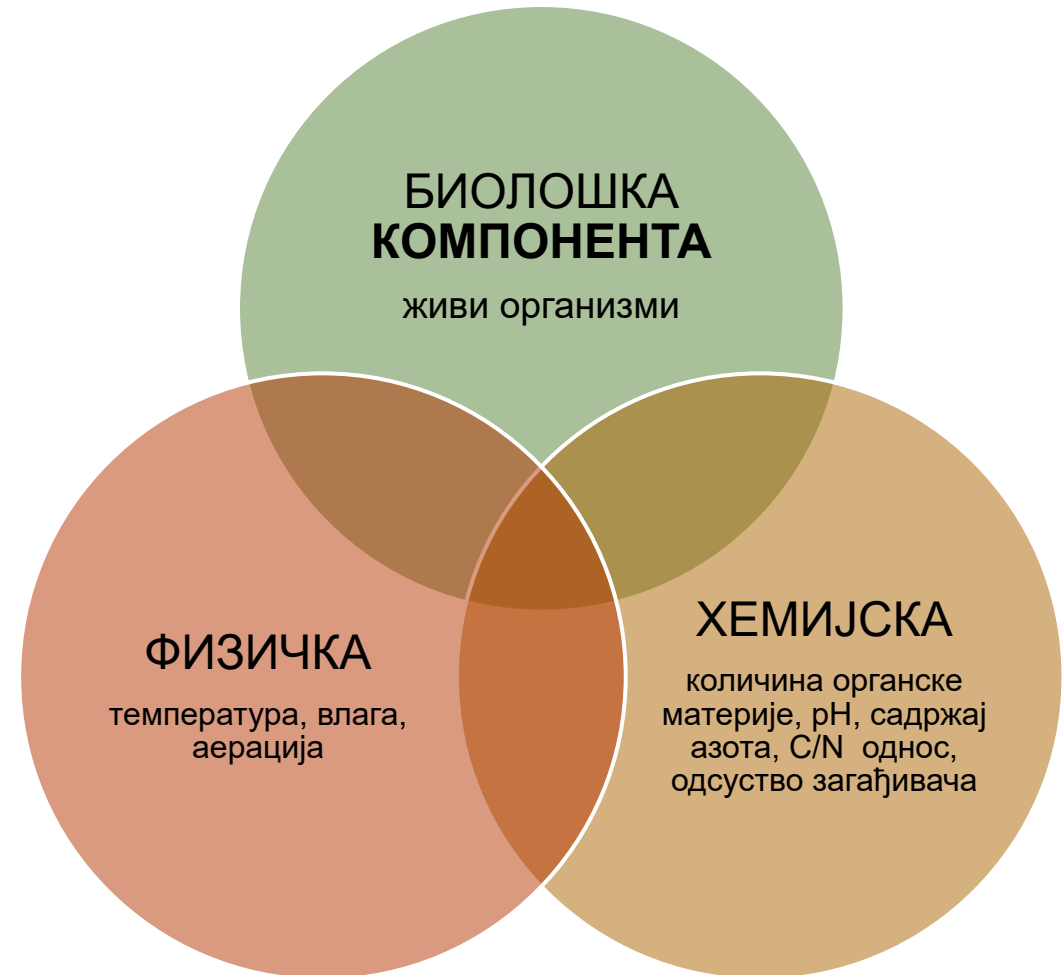 БИОЛОШКА
КОМПОНЕНТА
живи организми
ФИЗИЧКА
температура, влага,
аерација
ХЕМИЈСКА
количина органске
материје, pH, садржај
азота, C/N однос,
одсуство загађивача